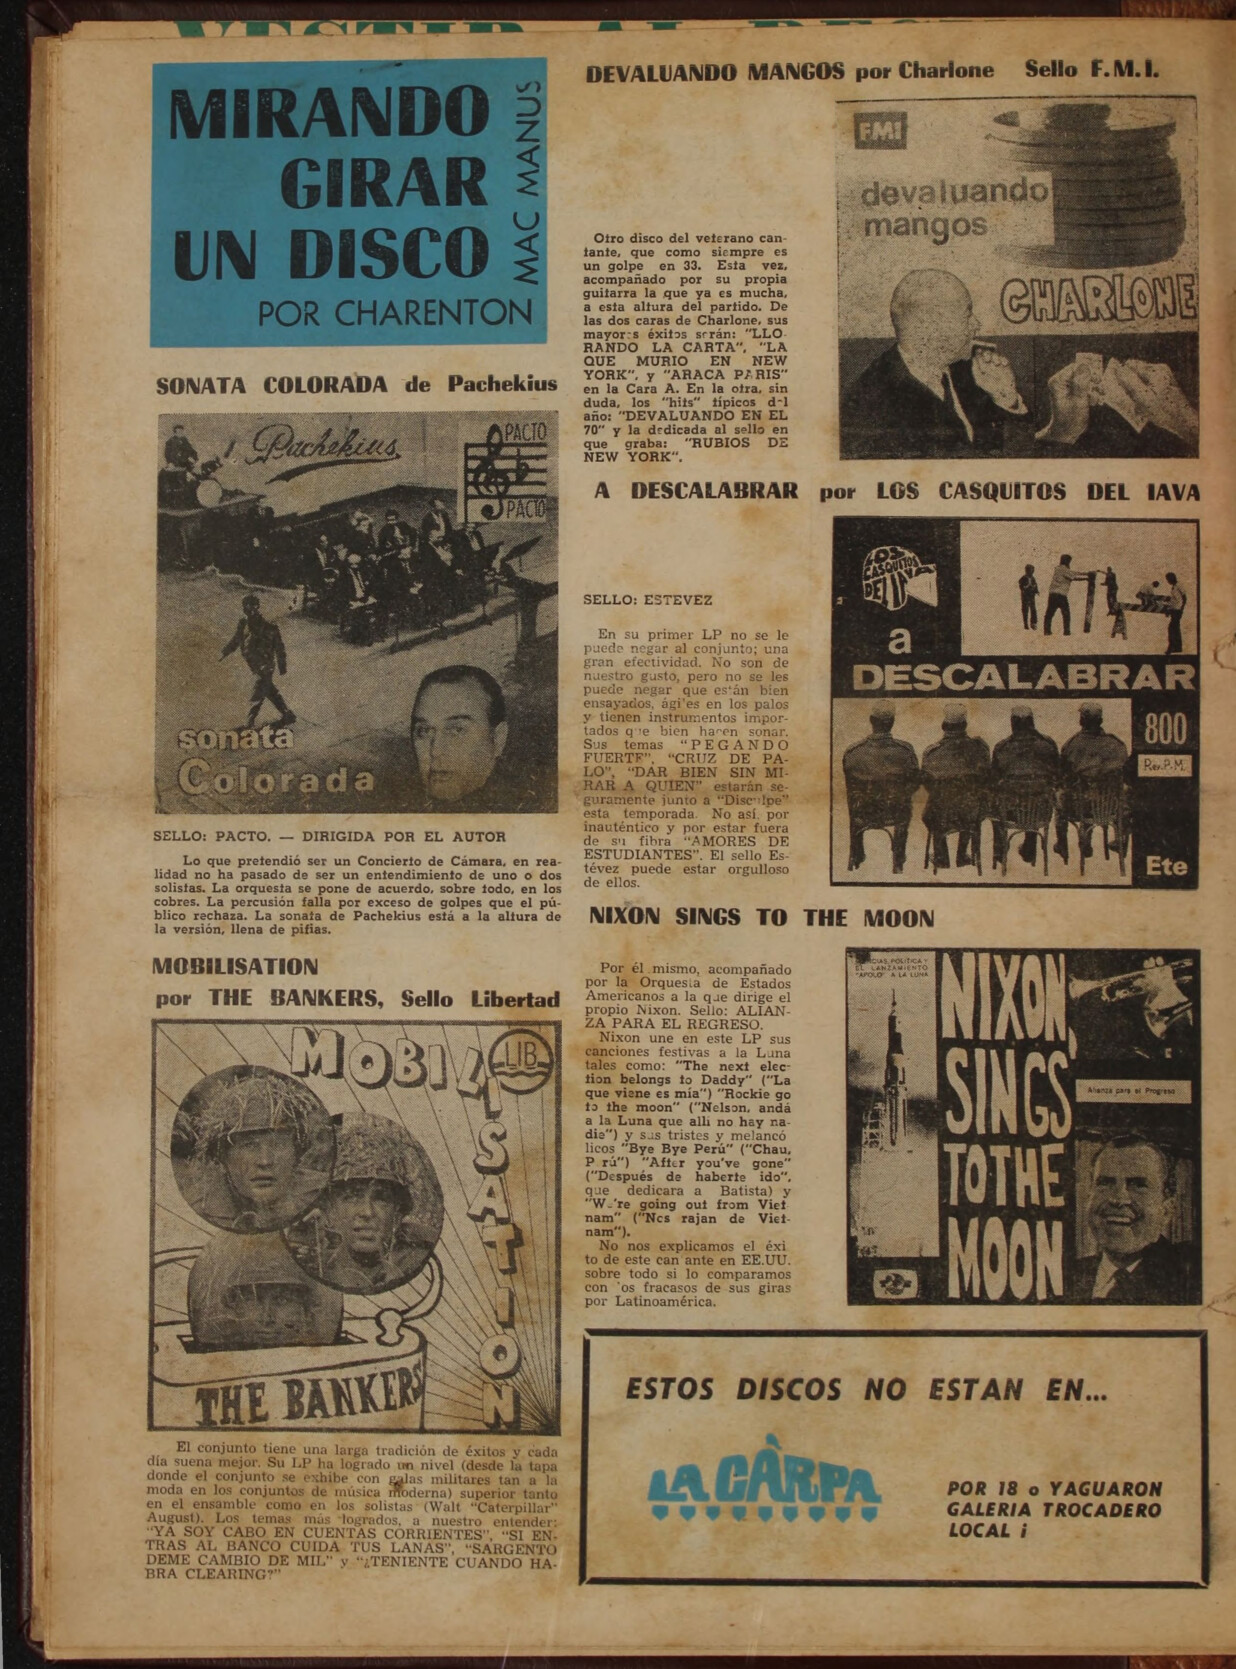 MIRANDO
GIRAR
UN DISCO
MAC MANUS
POR CHARENTON
SONATA COLORADA de Pachekius
Pachekius
PACTO
PACTO
sonata
Colorada
SELLO: PACTO. — DIRIGIDA POR EL AUTOR
Lo que pretendió ser un Concierto de Cámara, en rea-
lidad no ha pasado de ser un entendimiento de uno o dos
solistas. La orquesta se pone de acuerdo, sobre todo, en los
cobres. La percusión falla por exceso de golpes que el pú-
blico rechaza. La sonata de Pachekius está a la altura de
la versión, llena de pifias.
MOBILISATION
por THE BANKERS, Sello Libertad
MOBILISATION
LIB
THE BANKERS
El conjunto tiene una larga tradición de éxitos y cada
día suena mejor. Su LP ha logrado un nivel (desde la tapa
donde el conjunto se exhibe con galas militares tan a la
moda en los conjuntos de música moderna) superior tanto
en el ensamble como en los solistas (Walt "Caterpillar"
August). Los temas más logrados, a nuestro entender:
"YA SOY CABO EN CUENTAS CORRIENTES", "SI EN-
TRAS AL BANCO CUIDA TUS LANAS", "SARGENTO
DEME CAMBIO DE MIL" y "¿TENIENTE CUANDO HA-
BRA CLEARING?"
DEVALUANDO MANGOS por Charlone Sello F.M.I.
Otro disco del veterano can-
tante, que como siempre es
un golpe en 33. Esta vez,
acompañado por su propia
guitarra la que ya es mucha,
a esta altura del partido. De
las dos caras de Charlone, sus
mayores éxitos serán: "LLO-
RANDO LA CARTA", "LA
QUE MURIO EN NEW
YORK", y "ARACA PARIS"
en la Cara A. En la otra, sin
duda, los "hits" típicos del
año: "DEVALUANDO EN EL
70" y la dedicada al sello en
que graba: "RUBIOS DE
NEW YORK".
FMI
devaluando
mangos
CHARLONE
A DESCALABRAR por LOS CASQUITOS DEL IAVA
SELLO: ESTEVEZ
En su primer LP no se le
puede negar al conjunto; una
gran efectividad. No son de
nuestro gusto, pero no se les
puede negar que están bien
ensayados, ágiles en los palos
y tienen instrumentos impor-
tados que bien hacen sonar.
Sus temas "PEGANDO
FUERTE", "CRUZ DE PA-
LO", "DAR BIEN SIN MI-
RAR A QUIEN" estarán se-
guramente junto a "Disculpe"
esta temporada. No así, por
inauténtico y por estar fuera
de su fibra "AMORES DE
ESTUDIANTES". El sello Es-
tévez puede estar orgulloso
de ellos.
LOS
CASQUITOS
DEL IAVA
a
DESCALABRAR
800
R.P.M.
Ete
NIXON SINGS TO THE MOON
Por él mismo, acompañado
por la Orquesta de Estados
Americanos a la que dirige el
propio Nixon. Sello: ALIAN-
ZA PARA EL REGRESO.
Nixon une en este LP sus
canciones festivas a la Luna
tales como: "The next elec-
tion belongs to Daddy" ("La
que viene es mía") "Rockie go
to the moon" ("Nelson, andá
a la Luna que allí no hay na-
die") y sus tristes y melancó
licos "Bye Bye Perú" ("Chau,
Perú") "After you've gone"
("Después de haberte ido",
que dedicara a Batista) y
"We're going out from Viet
nam" ("Nos rajan de Viet-
nam").
No nos explicamos el éxi
to de este cantante en EE.UU.
sobre todo si lo comparamos
con los fracasos de sus giras
por Latinoamérica.
POLITICA Y
EL LANZAMIENTO
"APOLO" A LA LUNA
NIXON,
SINGS
TO THE
MOON
Alianza para el Progreso
ESTOS DISCOS NO ESTAN EN...
LA CARPA
POR 18 o YAGUARON
GALERIA TROCADERO
LOCAL i